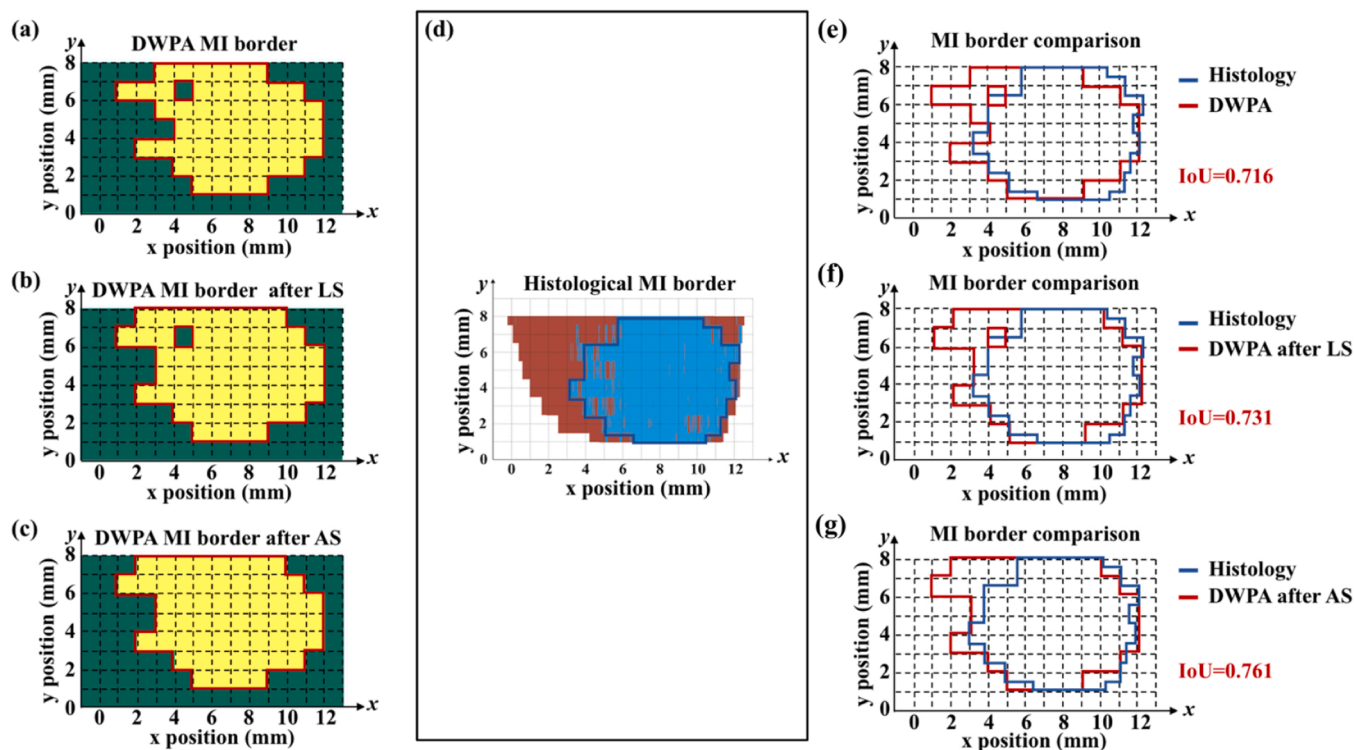 (a)
DWPA MI border
y
8
6
4
2
0
y position (mm)
0 2 4 6 8 10 12
x
x position (mm)
(b)
DWPA MI border after LS
y
8
6
4
2
0
y position (mm)
0 2 4 6 8 10 12
x
x position (mm)
(c)
DWPA MI border after AS
y
8
6
4
2
0
y position (mm)
0 2 4 6 8 10 12
x
x position (mm)
(d)
Histological MI border
y
8
6
4
2
0
y position (mm)
0 2 4 6 8 10 12
x
x position (mm)
(e)
MI border comparison
y
8
6
4
2
0
y position (mm)
0 2 4 6 8 10 12
x
x position (mm)
Histology
DWPA
IoU=0.716
(f)
MI border comparison
y
8
6
4
2
0
y position (mm)
0 2 4 6 8 10 12
x
x position (mm)
Histology
DWPA after LS
IoU=0.731
(g)
MI border comparison
y
8
6
4
2
0
y position (mm)
0 2 4 6 8 10 12
x
x position (mm)
Histology
DWPA after AS
IoU=0.761